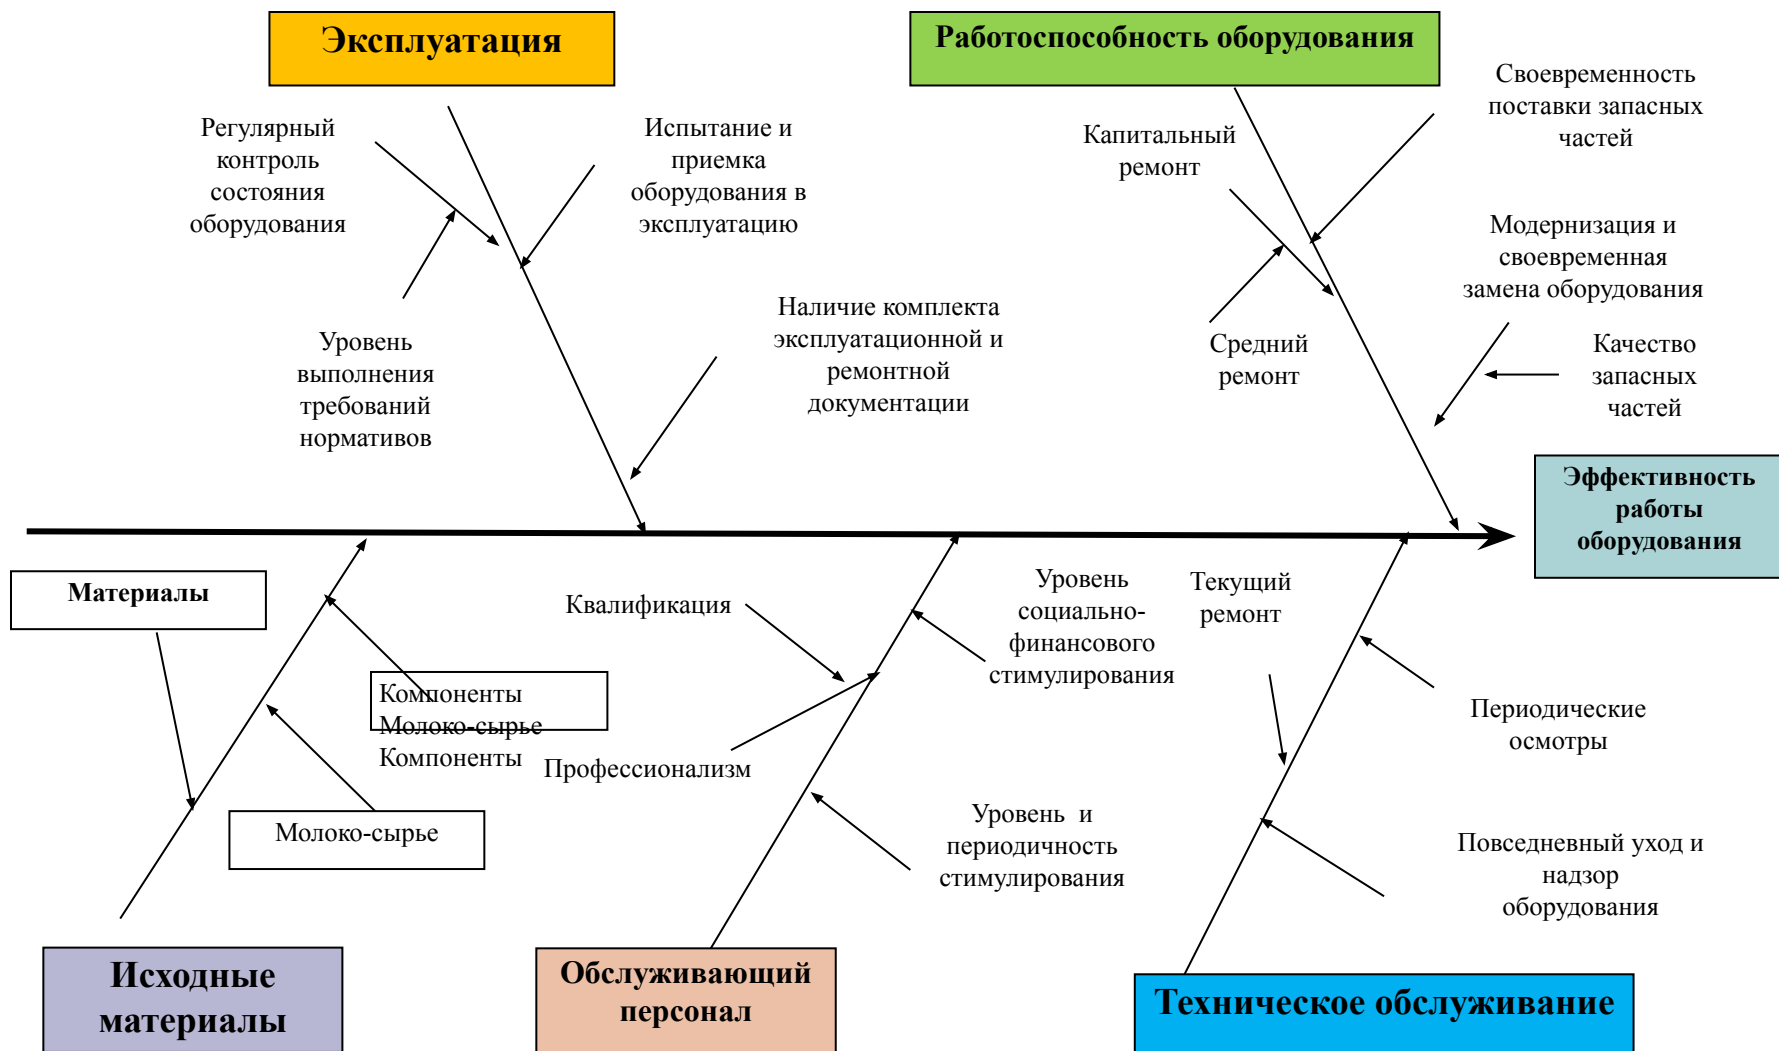 Эксплуатация
Работоспособность оборудования
Регулярный
контроль
состояния
оборудования
Испытание и
приемка
оборудования в
эксплуатацию
Капитальный
ремонт
Своевременность
поставки запасных
частей
Модернизация и
своевременная
замена оборудования
Уровень
выполнения
требований
нормативов
Наличие комплекта
эксплуатационной и
ремонтной
документации
Средний
ремонт
Качество
запасных
частей
Эффективность
работы
оборудования
Материалы
Квалификация
Уровень
социально-
финансового
стимулирования
Текущий
ремонт
Компоненты
Молоко-сырье
Компоненты
Профессионализм
Периодические
осмотры
Молоко-сырье
Уровень и
периодичность
стимулирования
Повседневный уход и
надзор
оборудования
Исходные
материалы
Обслуживающий
персонал
Техническое обслуживание